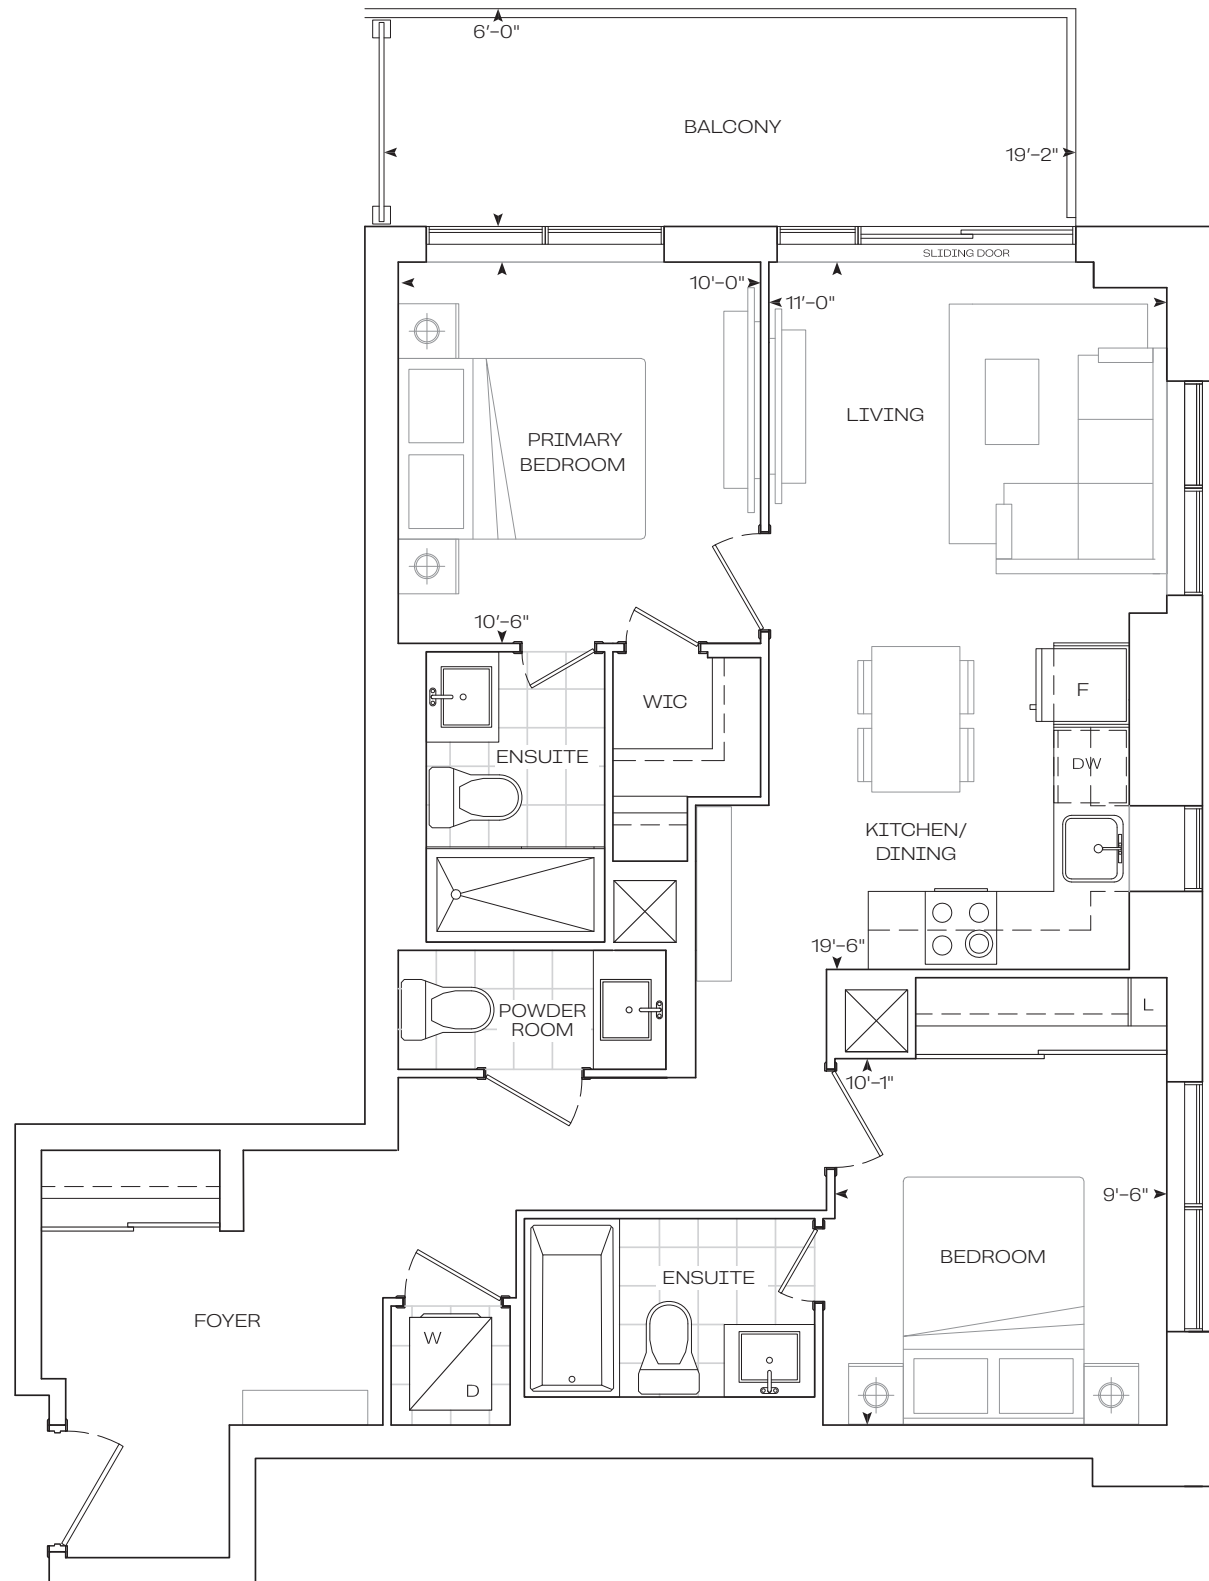 6'-0"
BALCONY
19'-2"
SLIDING DOOR
10'-0"
11'-0"
LIVING
PRIMARY
BEDROOM
10'-6"
WIC
F
ENSUITE
DW
KITCHEN/
DINING
19'-6"
POWDER
ROOM
L
10'-1"
9'-6"
BEDROOM
ENSUITE
FOYER
W
D